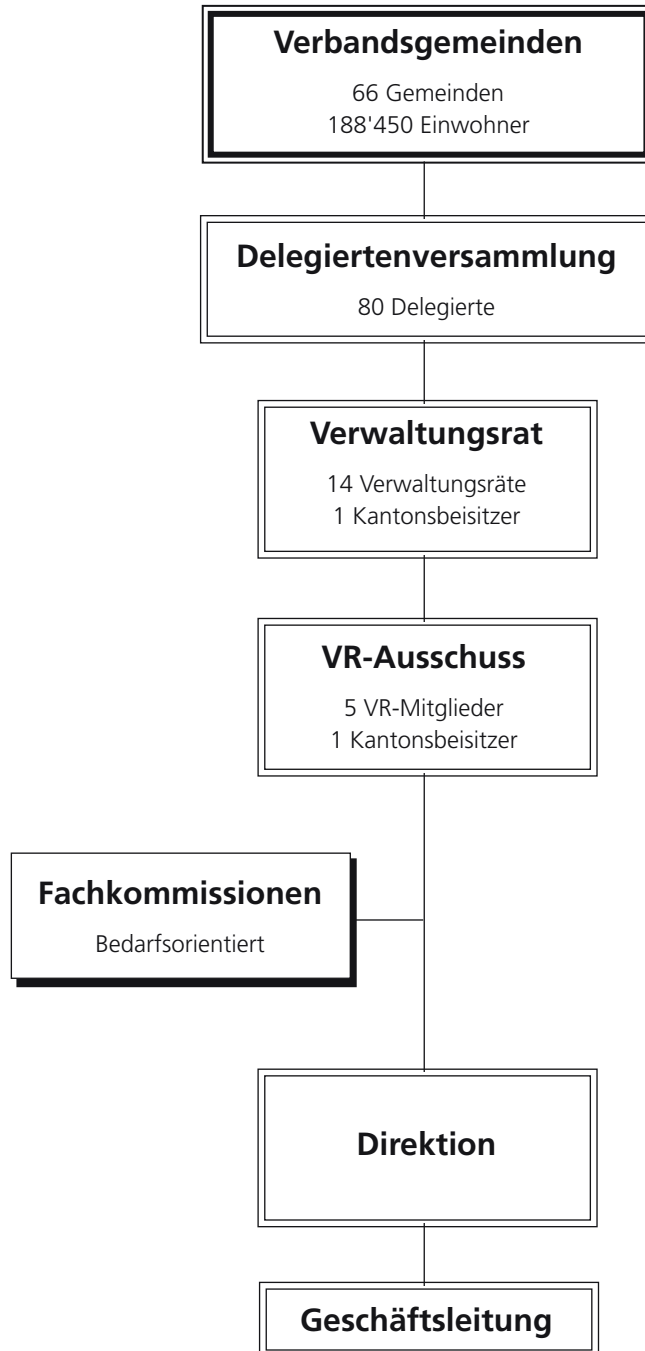 Verbandsgemeinden
66 Gemeinden
188'450 Einwohner
Delegiertenversammlung
80 Delegierte
Verwaltungsrat
14 Verwaltungsräte
1 Kantonsbeisitzer
VR-Ausschuss
5 VR-Mitglieder
1 Kantonsbeisitzer
Fachkommissionen
Bedarfsorientiert
Direktion
Geschäftsleitung